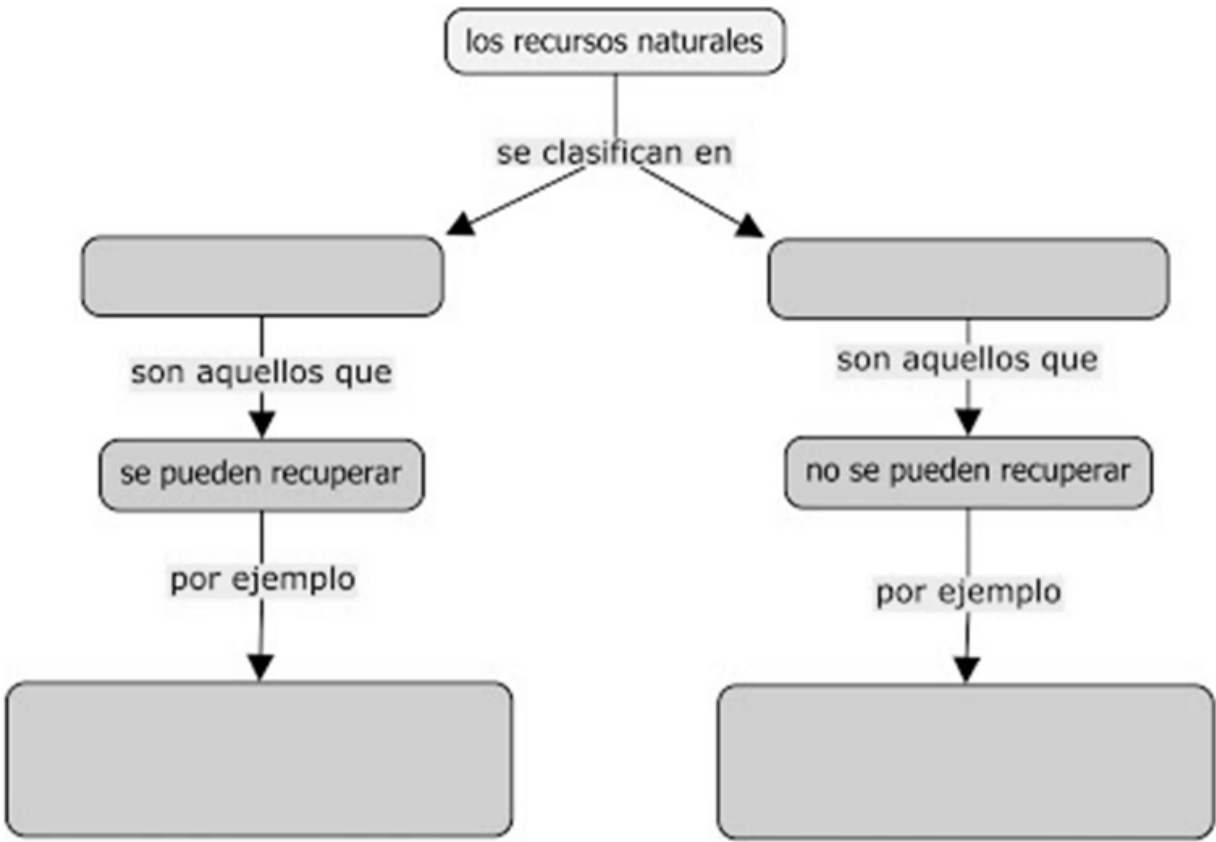 los recursos naturales
se clasifican en
son aquellos que
son aquellos que
se pueden recuperar
no se pueden recuperar
por ejemplo
por ejemplo